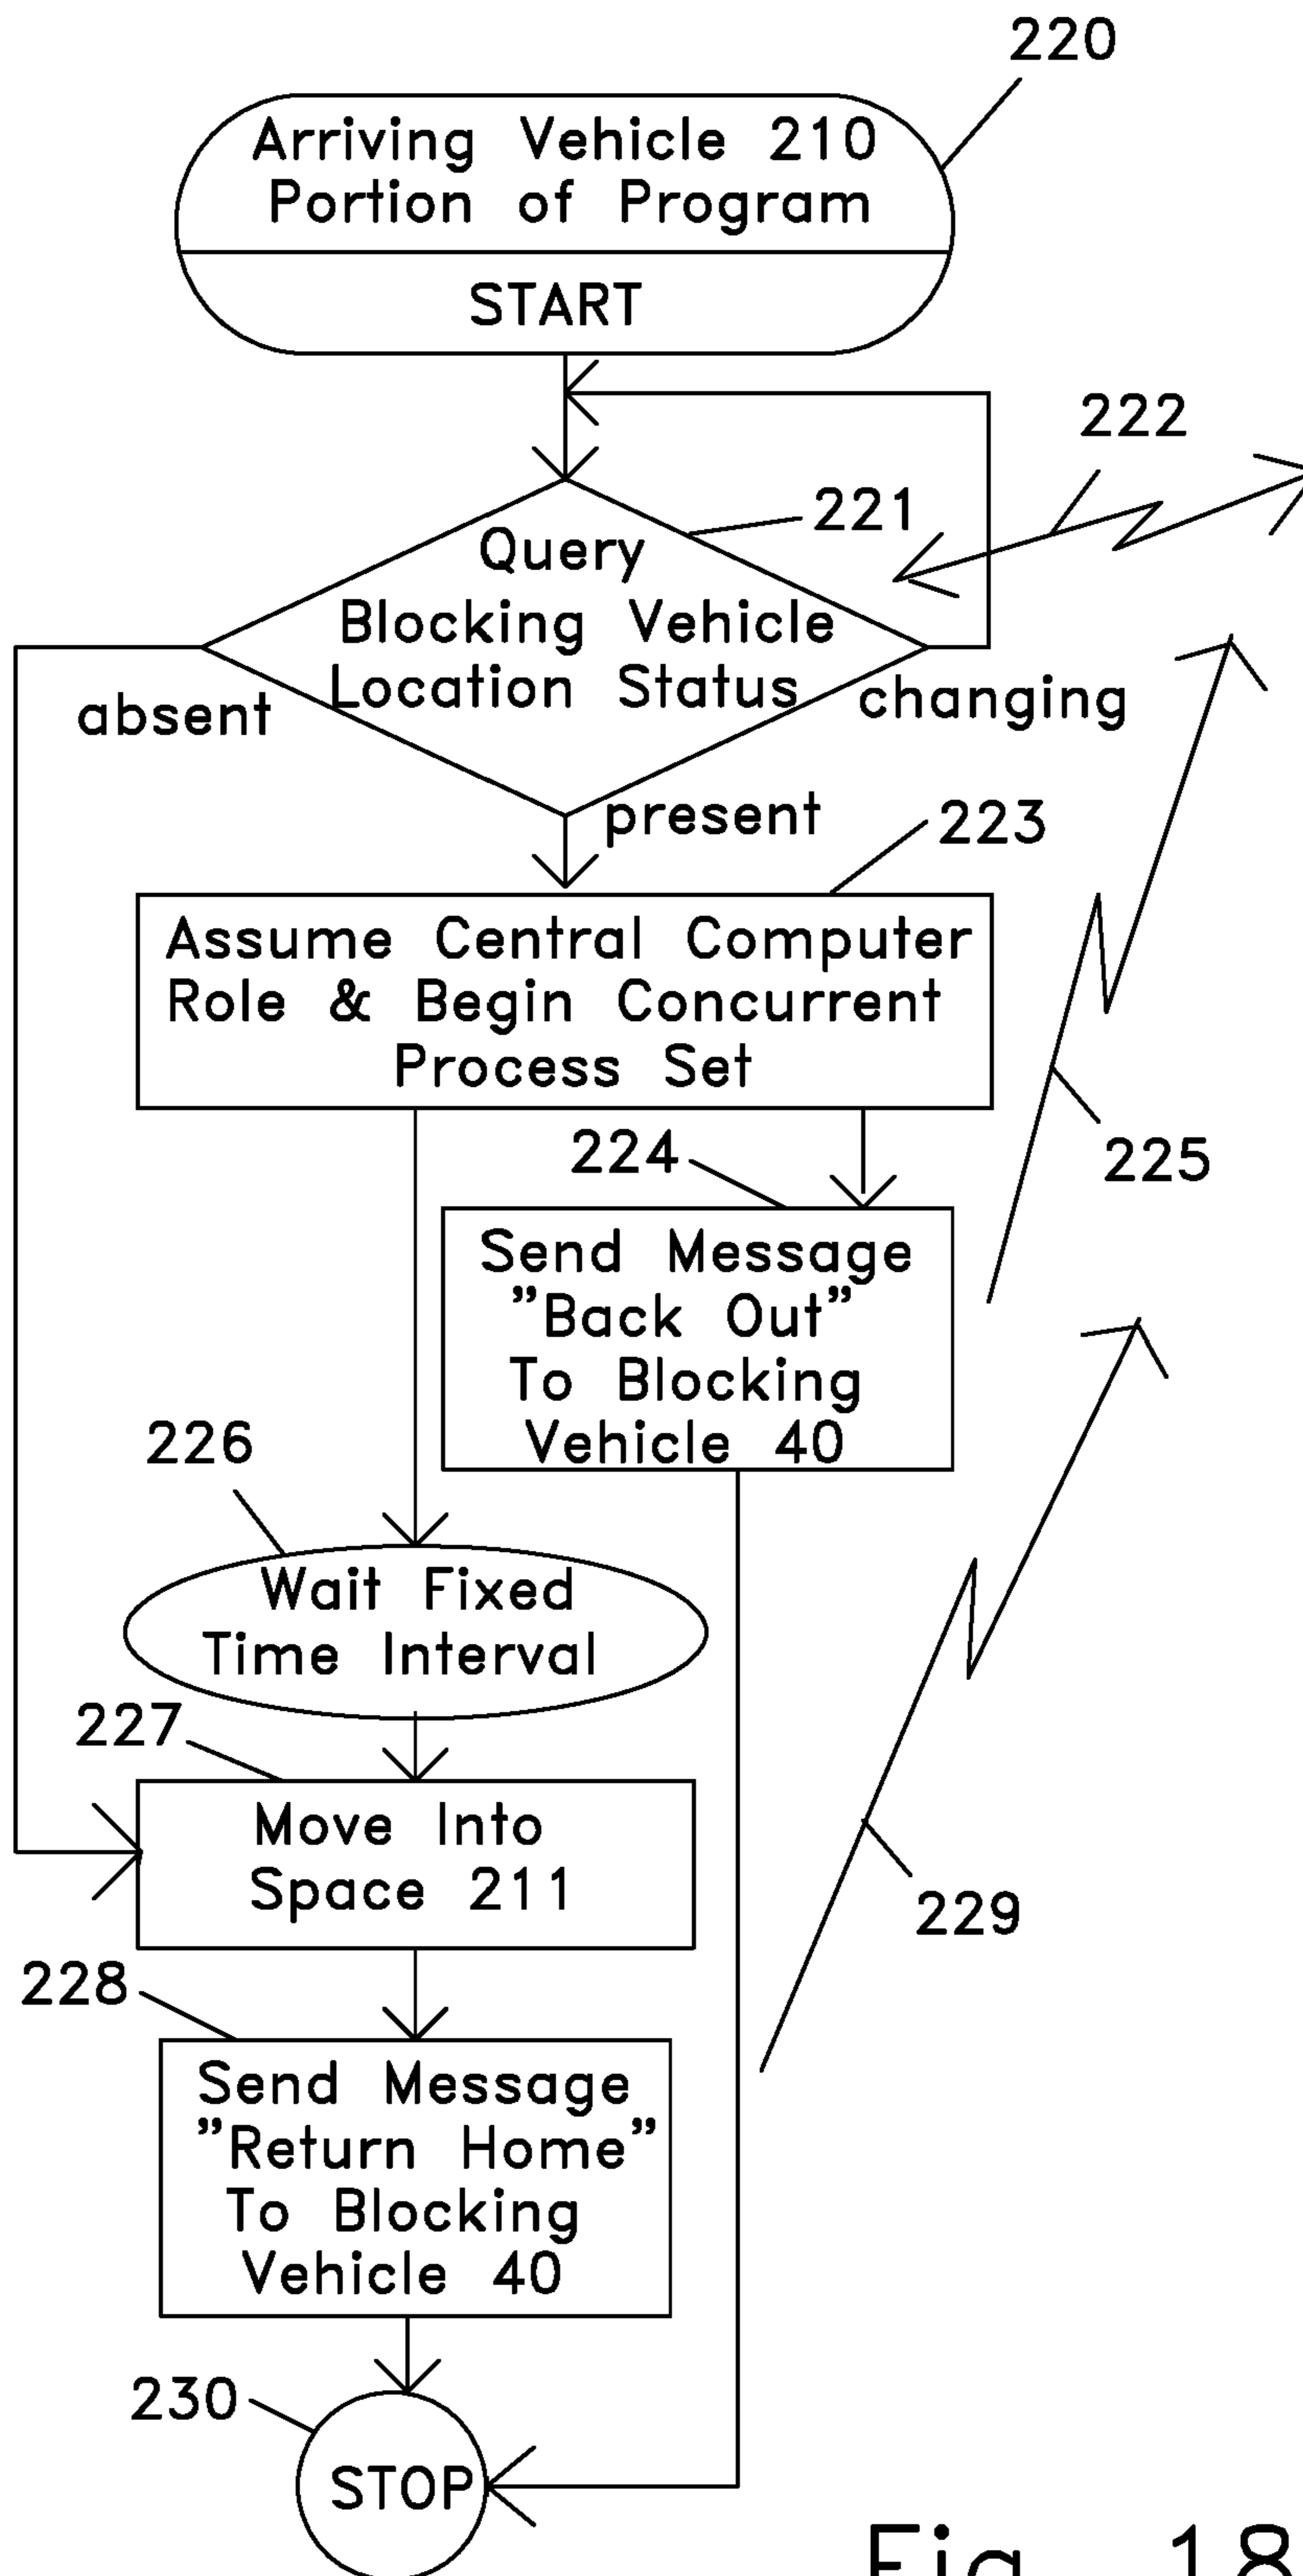 220
Arriving Vehicle 210
Portion of Program
START
222
221
Query
Blocking Vehicle
Location Status
absent
changing
present
223
Assume Central Computer
Role & Begin Concurrent
Process Set
224
225
Send Message
”Back Out”
To Blocking
Vehicle 40
226
Wait Fixed
Time Interval
227
Move Into
Space 211
229
228
Send Message
”Return Home”
To Blocking
Vehicle 40
230
STOP
Fig. 18